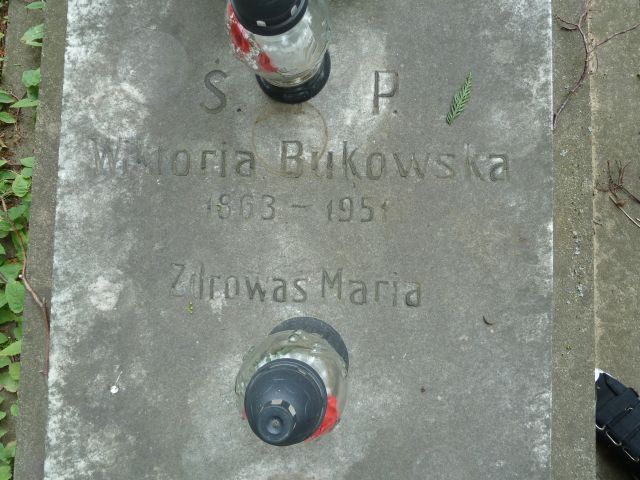 Ś. P.
Wiktoria Bukowska
1863 - 1951
Zdrowas Maria